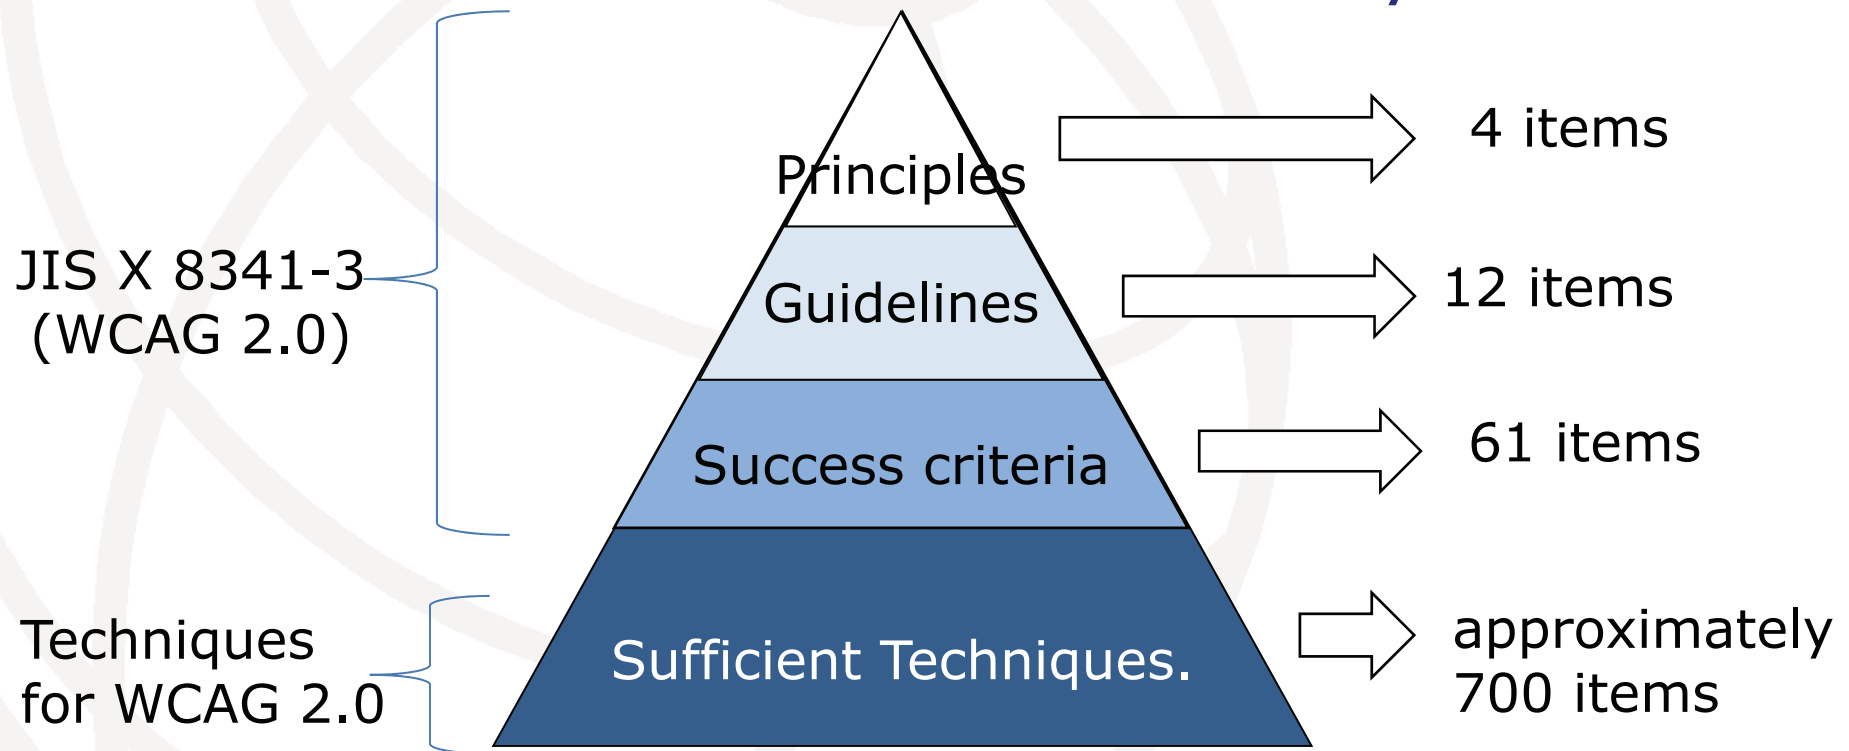 Principles
4 items
Guidelines
12 items
JIS X 8341-3
(WCAG 2.0)
Success criteria
61 items
Sufficient Techniques.
Techniques
for WCAG 2.0
approximately
700 items